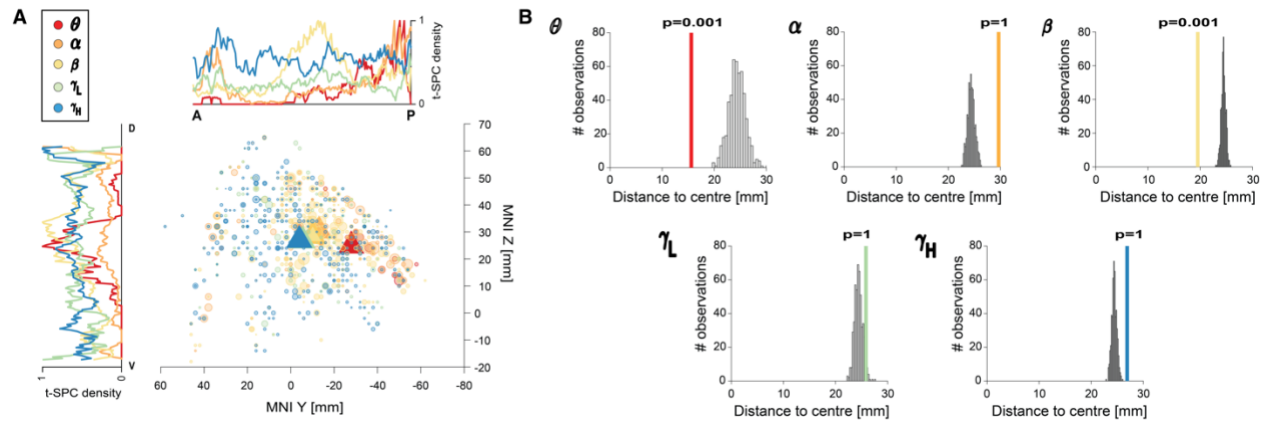 A
θ
α
β
γL
γH
1
t-SPC density
0
A
P
D
V
1
0
t-SPC density
70
60
50
40
30
20
10
0
-10
-20
MNI Z [mm]
60
40
20
0
-20
-40
-60
-80
MNI Y [mm]
B
θ
p=0.001
80
60
40
20
0
# observations
0
10
20
30
Distance to centre [mm]
α
p=1
80
60
40
20
0
# observations
0
10
20
30
Distance to centre [mm]
β
p=0.001
80
60
40
20
0
# observations
0
10
20
30
Distance to centre [mm]
γL
p=1
80
60
40
20
0
# observations
0
10
20
30
Distance to centre [mm]
γH
p=1
80
60
40
20
0
# observations
0
10
20
30
Distance to centre [mm]